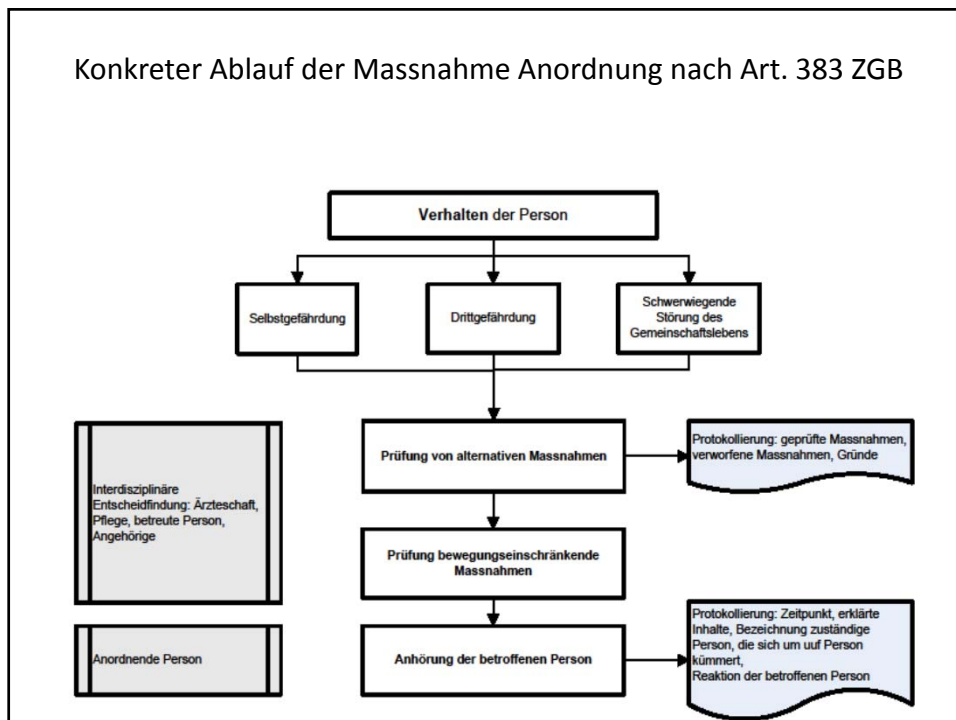 Konkreter Ablauf der Massnahme Anordnung nach Art. 383 ZGB
Verhalten der Person
Selbstgefährdung
Drittgefährdung
Schwerwiegende
Störung des
Gemeinschaftslebens
Interdisziplinäre
Entscheidfindung: Ärzteschaft,
Pflege, betreute Person,
Angehörige
Prüfung von alternativen Massnahmen
Protokollierung: geprüfte Massnahmen,
verworfene Massnahmen, Gründe
Prüfung bewegungseinschränkende
Massnahmen
Anordnende Person
Anhörung der betroffenen Person
Protokollierung: Zeitpunkt, erklärte
Inhalte, Bezeichnung zuständige
Person, die sich um uuf Person
kümmert,
Reaktion der betroffenen Person